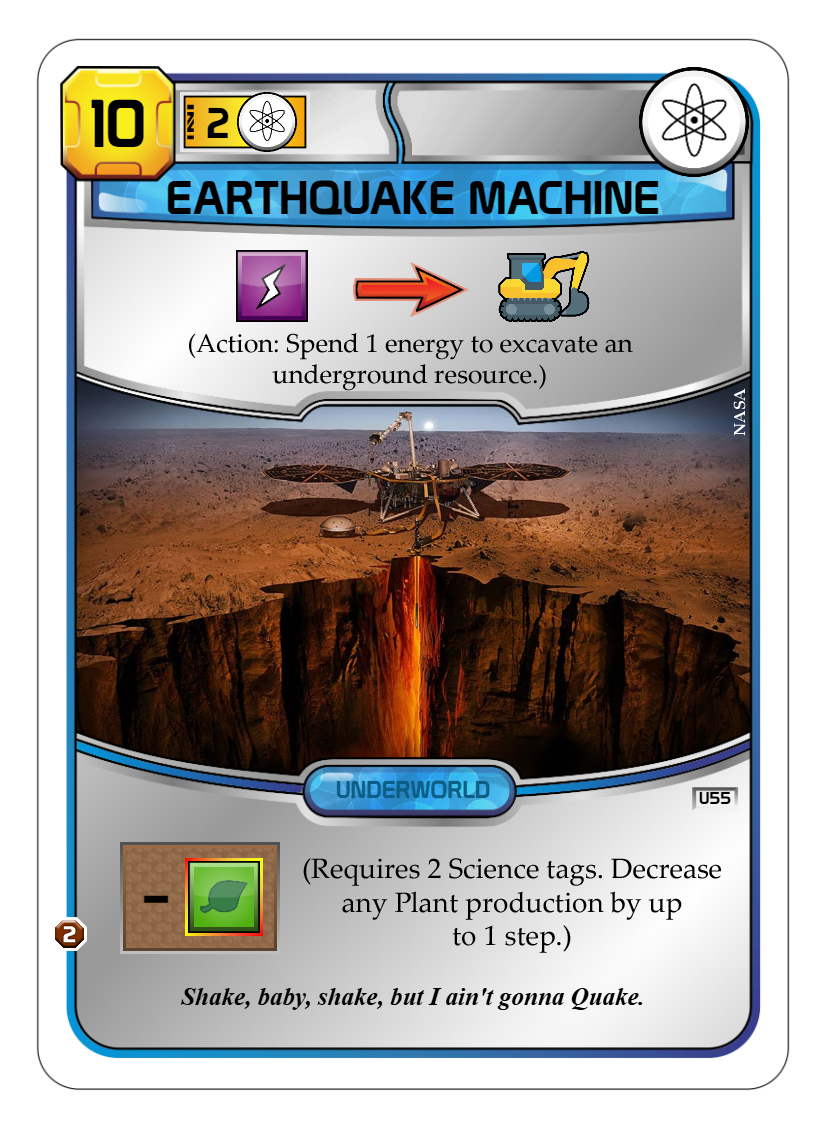 10
2
EARTHQUAKE MACHINE
(Action: Spend 1 energy to excavate an
underground resource.)
NASA
UNDERWORLD
U55
-
(Requires 2 Science tags. Decrease
any Plant production by up
to 1 step.)
2
Shake, baby, shake, but I ain't gonna Quake.